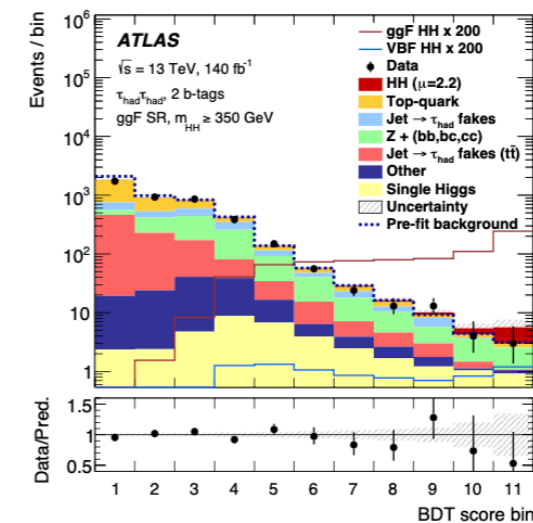 Events / bin
10⁶
10⁵
10⁴
10³
10²
10
1
ATLAS
√s = 13 TeV, 140 fb⁻¹
τhadτhad, 2 b-tags
ggF SR, mHH ≥ 350 GeV
ggF HH x 200
VBF HH x 200
Data
HH (μ=2.2)
Top-quark
Jet → τhad fakes
Z + (bb,bc,cc)
Jet → τhad fakes (tt̄)
Other
Single Higgs
Uncertainty
Pre-fit background
Data/Pred.
1.5
1
0.5
1 2 3 4 5 6 7 8 9 10 11
BDT score bin